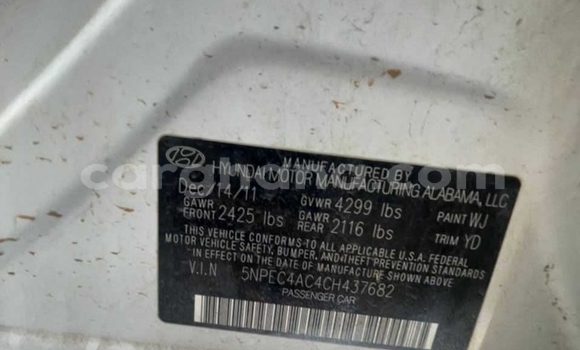 MANUFACTURED BY
HYUNDAI MOTOR MANUFACTURING ALABAMA, LLC
Dec/14/11 GVWR 4299 lbs PAINT WJ
GAWR FRONT 2425 lbs GAWR REAR 2116 lbs TRIM YD
THIS VEHICLE CONFORMS TO ALL APPLICABLE U.S.A. FEDERAL
MOTOR VEHICLE SAFETY, BUMPER, AND THEFT PREVENTION STANDARDS
IN EFFECT ON THE DATE OF MANUFACTURE SHOWN ABOVE.
V.I.N 5NPEC4AC4CH437682
PASSENGER CAR